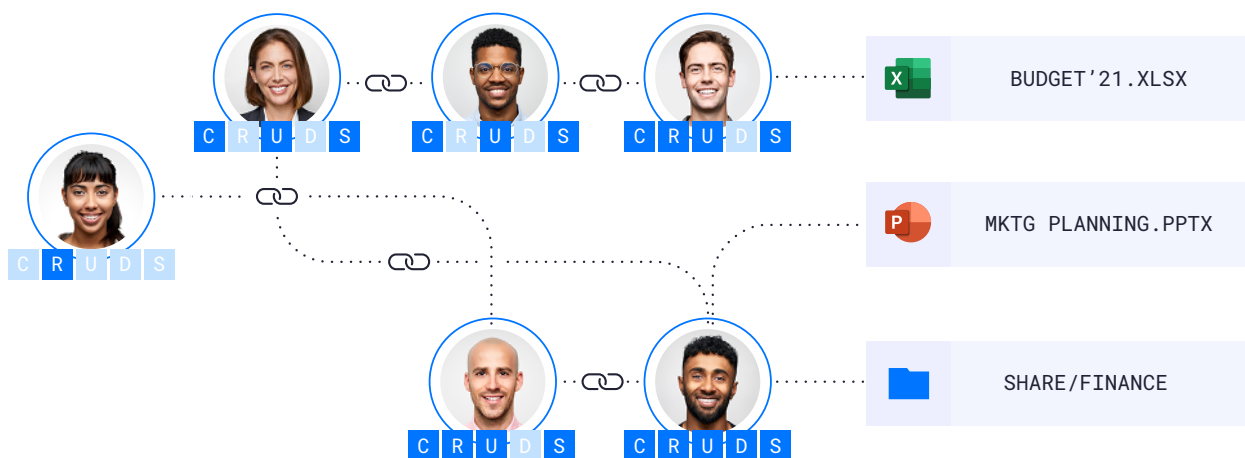 X BUDGET’21.XLSX
C R U D S C R U D S C R U D S
C R U D S
P MKTG PLANNING.PPTX
SHARE/FINANCE
C R U D S C R U D S